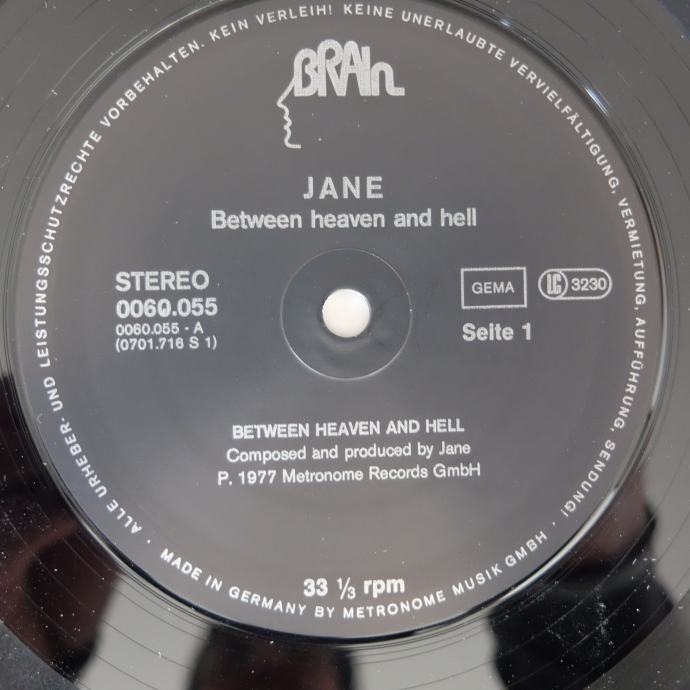 ALLE URHEBER- UND LEISTUNGSSCHUTZRECHTE VORBEHALTEN. KEIN VERLEIH! KEINE UNERLAUBTE VERVIELFÄLTIGUNG, VERMIETUNG, AUFFÜHRUNG, SENDUNG!
BRAIN
JANE
Between heaven and hell
STEREO
0060.055
0060.055 - A
(0701.716 S 1)
GEMA
LC 3230
Seite 1
BETWEEN HEAVEN AND HELL
Composed and produced by Jane
P. 1977 Metronome Records GmbH
33 ⅓ rpm
· MADE IN GERMANY BY METRONOME MUSIK GMBH ·